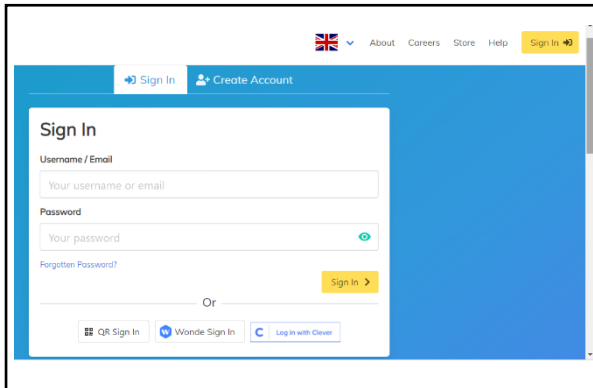 About Careers Store Help Sign In
Sign In Create Account
Sign In
Username / Email
Your username or email
Password
Your password
Forgotten Password?
Sign In
Or
QR Sign In W Wonde Sign In C Log in with Clever